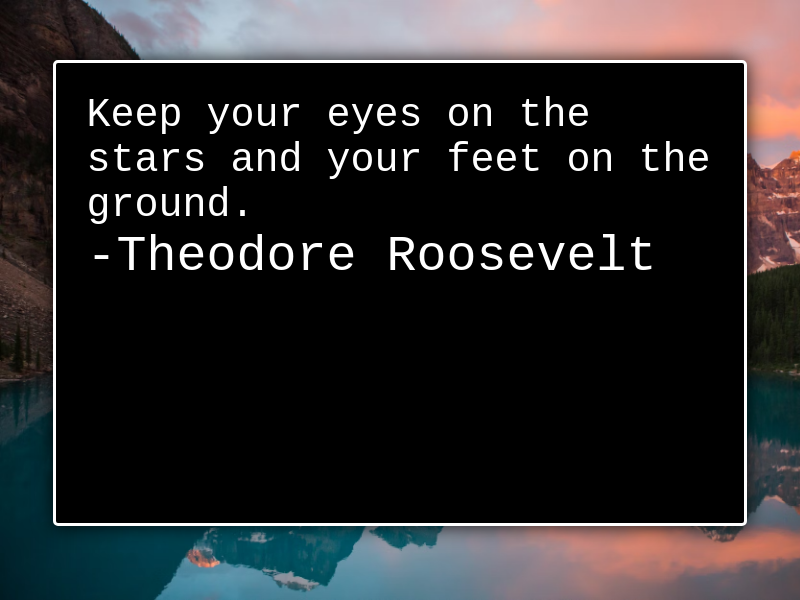 Keep your eyes on the
stars and your feet on the
ground.
-Theodore Roosevelt